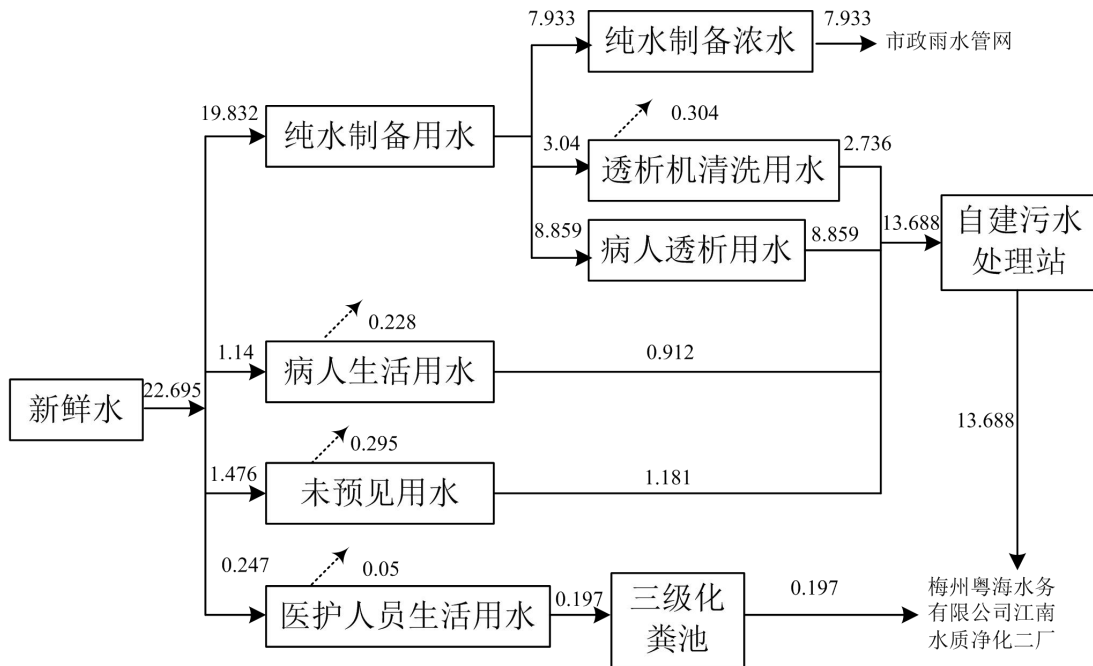 7.933
纯水制备浓水
7.933
市政雨水管网
19.832
纯水制备用水
0.304
3.04
透析机清洗用水
2.736
8.859
病人透析用水
8.859
13.688
自建污水
处理站
0.228
1.14
病人生活用水
0.912
新鲜水
22.695
13.688
0.295
1.476
未预见用水
1.181
0.247
0.05
医护人员生活用水
0.197
三级化
粪池
0.197
梅州粤海水务
有限公司江南
水质净化二厂